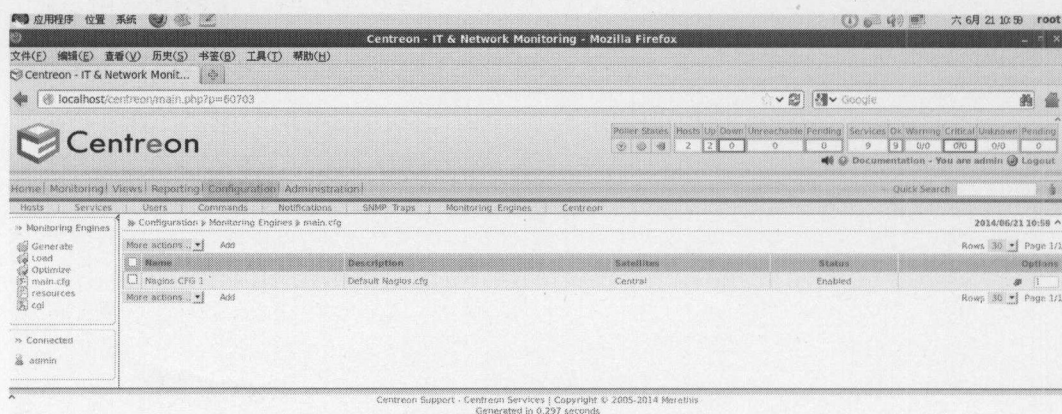 应用程序 位置 系统 六 6月 21 10:59 root
Centreon - IT & Network Monitoring - Mozilla Firefox
文件(F) 编辑(E) 查看(V) 历史(S) 书签(B) 工具(T) 帮助(H)
Centreon - IT & Network Monit...
localhost/centreon/main.php?p=60703 Google
Centreon
Poller States Hosts Up Down Unreachable Pending Services Ok Warning Critical Unknown Pending
2 2 0 0 0 9 9 0/0 0/0 0/0 0
Documentation - You are admin Logout
Home Monitoring Views Reporting Configuration Administration Quick Search
Hosts Services Users Commands Notifications SNMP Traps Monitoring Engines Centreon
Monitoring Engines
Generate
Load
Optimize
main.cfg
resources
cgi
Connected
admin
Configuration Monitoring Engines main.cfg 2014/06/21 10:58
More actions... Add Rows 30 Page 1/1
Name Description Satellites Status Options
Nagios CFG 1 Default Nagios.cfg Central Enabled 1
More actions... Add Rows 30 Page 1/1
Centreon Support - Centreon Services | Copyright © 2005-2014 Merethis
Generated in 0.297 seconds